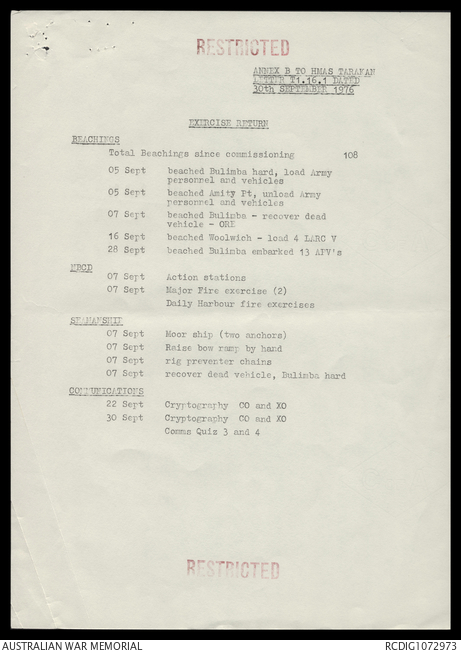 RESTRICTED
ANNEX B TO HMAS TARAKAN
LETTER T1.16.1 DATED
30th SEPTEMBER 1976
EXERCISE RETURN
BEACHINGS
Total Beachings since commissioning 108
05 Sept beached Bulimba hard, load Army
personnel and vehicles
05 Sept beached Amity Pt, unload Army
personnel and vehicles
07 Sept beached Bulimba - recover dead
vehicle - ORE
16 Sept beached Woolwich - load 4 LARC V
28 Sept beached Bulimba embarked 13 AFV's
NBCD
07 Sept Action stations
07 Sept Major Fire exercise (2)
Daily Harbour fire exercises
SEAMANSHIP
07 Sept Moor ship (two anchors)
07 Sept Raise bow ramp by hand
07 Sept rig preventer chains
07 Sept recover dead vehicle, Bulimba hard
COMMUNICATIONS
22 Sept Cryptography CO and XO
30 Sept Cryptography CO and XO
Comms Quiz 3 and 4
RESTRICTED
AUSTRALIAN WAR MEMORIAL
RCDIG1072973